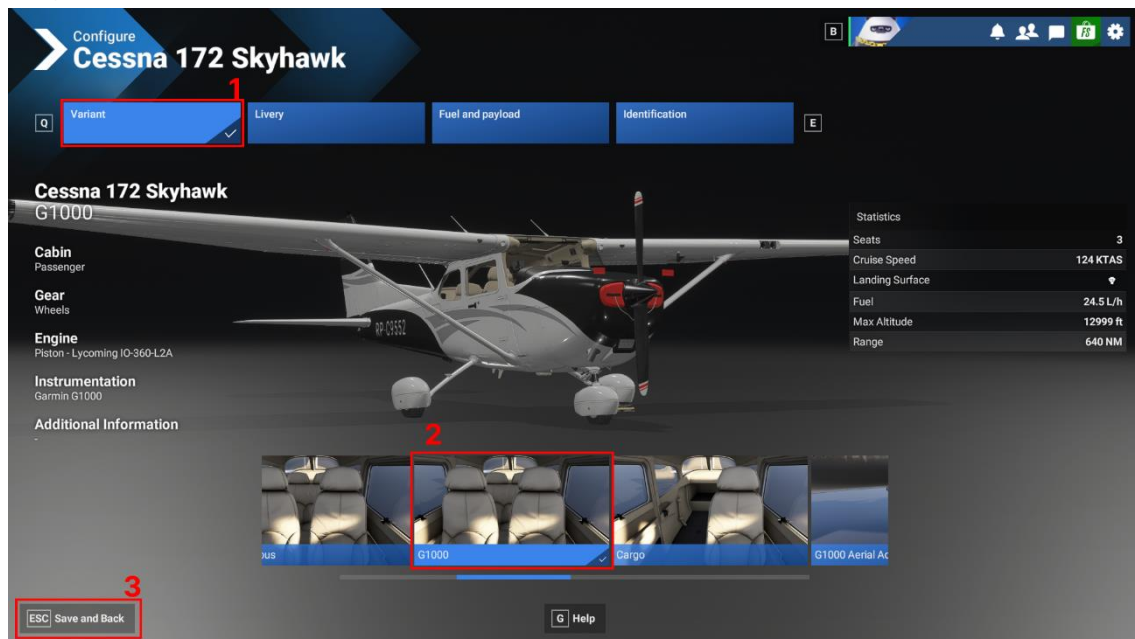 Configure
Cessna 172 Skyhawk
B
FS
1
Q
Variant
Livery
Fuel and payload
Identification
E
Cessna 172 Skyhawk
G1000
Cabin
Passenger
Gear
Wheels
Engine
Piston - Lycoming IO-360-L2A
Instrumentation
Garmin G1000
Additional Information
-
RP-C9552
Statistics
Seats 3
Cruise Speed 124 KTAS
Landing Surface
Fuel 24.5 L/h
Max Altitude 12999 ft
Range 640 NM
2
G1000
Cargo
G1000 Aerial
3
ESC Save and Back
G Help